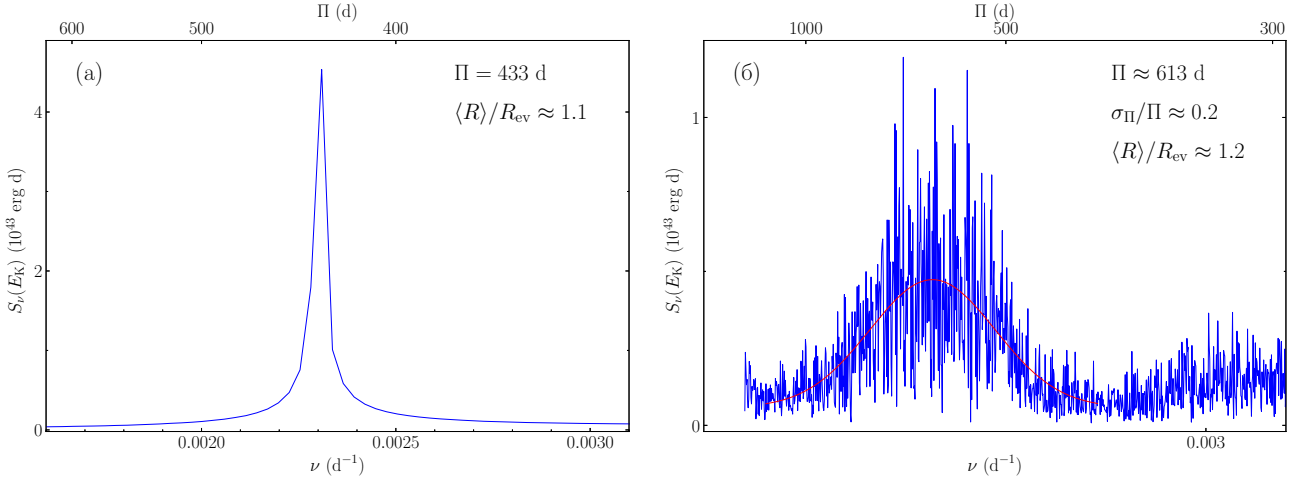 Π (d)
600 500 400
(а)
Π = 433 d
⟨R⟩/R_ev ≈ 1.1
S_ν(E_K) (10^43 erg d)
4
2
0
0.0020 0.0025 0.0030
ν (d^−1)
Π (d)
1000 500 300
(б)
Π ≈ 613 d
σ_Π/Π ≈ 0.2
⟨R⟩/R_ev ≈ 1.2
S_ν(E_K) (10^43 erg d)
1
0
0.003
ν (d^−1)